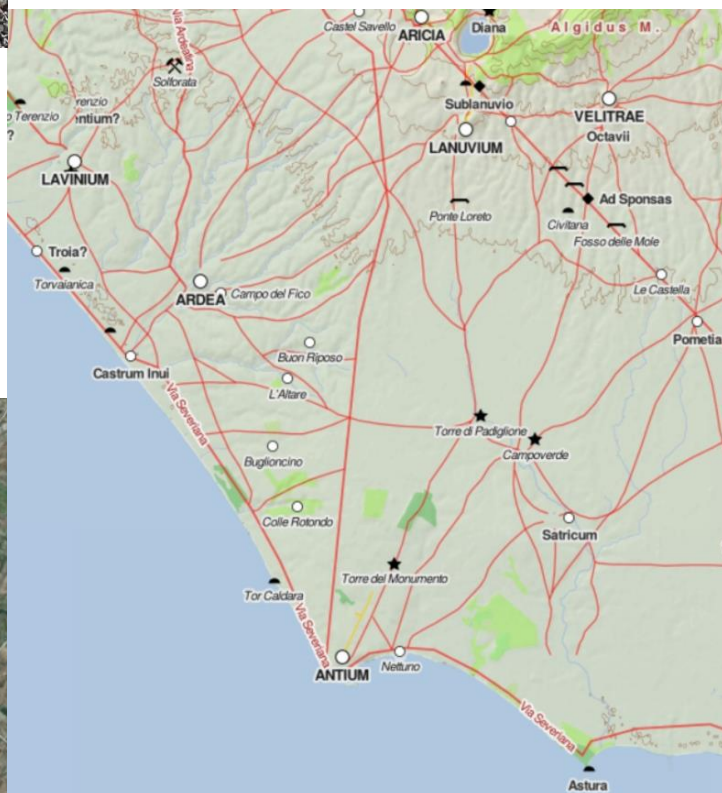 Via Ardeatina
Castel Savello
ARICIA
Diana
Algidus M.
Solforata
renzio
o Terenzio
entium?
?
Sublanuvio
VELITRAE
Octavii
LANUVIUM
LAVINIUM
Ad Sponsas
Ponte Loreto
Civitana
Fosso delle Mole
Troia?
Torvaianica
Le Castella
ARDEA
Campo del Fico
Pometia
Buon Riposo
Castrum Inui
L'Altare
Via Severiana
Torre di Padiglione
Campoverde
Buglioncino
Colle Rotondo
Satricum
Torre del Monumento
Tor Caldara
Via Severiana
ANTIUM
Nettuno
Via Severiana
Astura